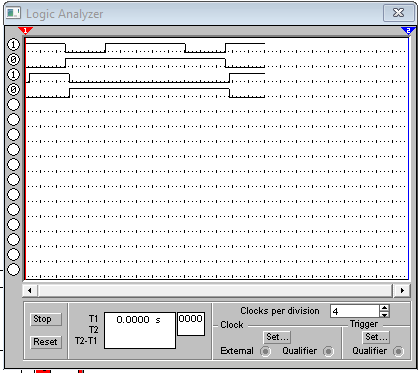 Logic Analyzer
1
2
1
0
1
0
Stop
Reset
T1
T2
T2-T1
0.0000 s
0000
Clocks per division 4
Clock
Set...
External
Qualifier
Trigger
Set...
Qualifier